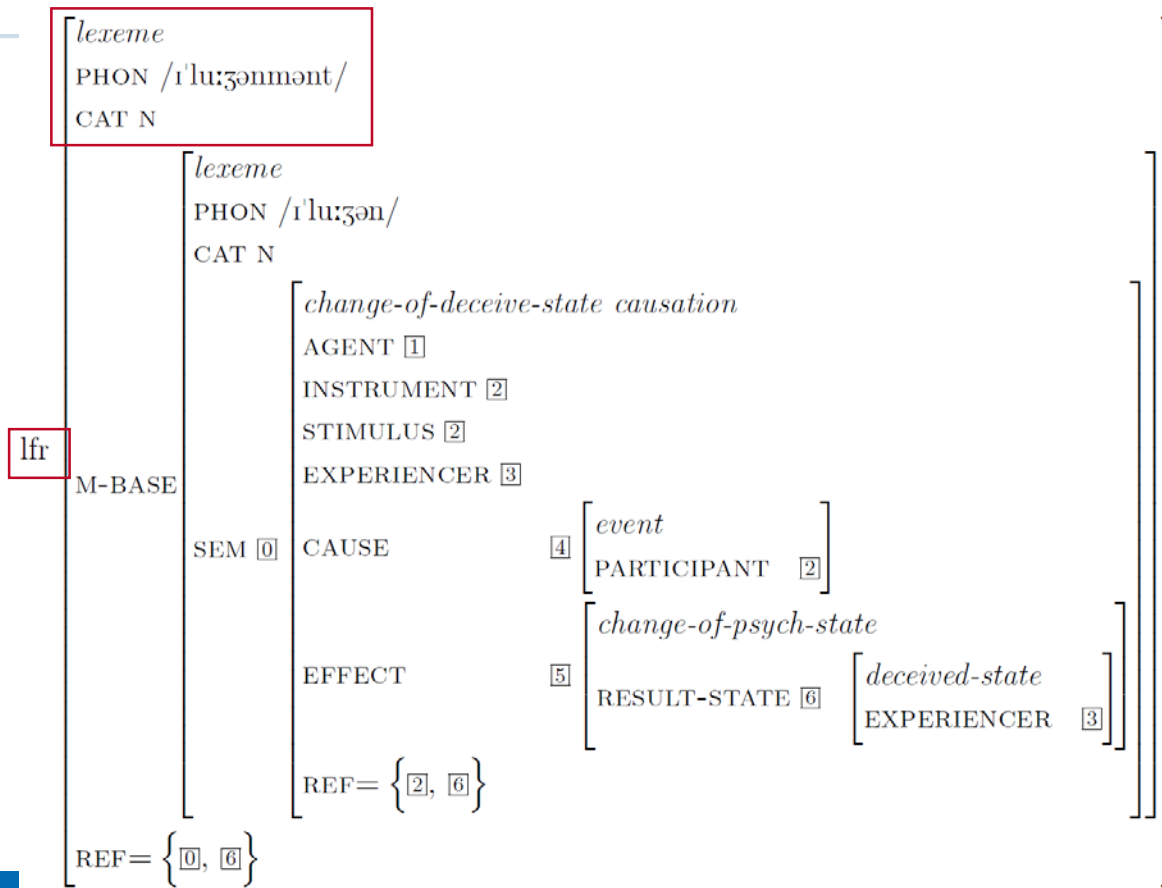 lexeme
PHON /ɪˈluːʒənmənt/
CAT N
lexeme
PHON /ɪˈluːʒən/
CAT N
change-of-deceive-state causation
AGENT 1
INSTRUMENT 2
STIMULUS 2
EXPERIENCER 3
lfr
M-BASE
SEM 0
CAUSE 4
event
PARTICIPANT 2
EFFECT 5
change-of-psych-state
RESULT-STATE 6
deceived-state
EXPERIENCER 3
REF= {2, 6}
REF= {0, 6}